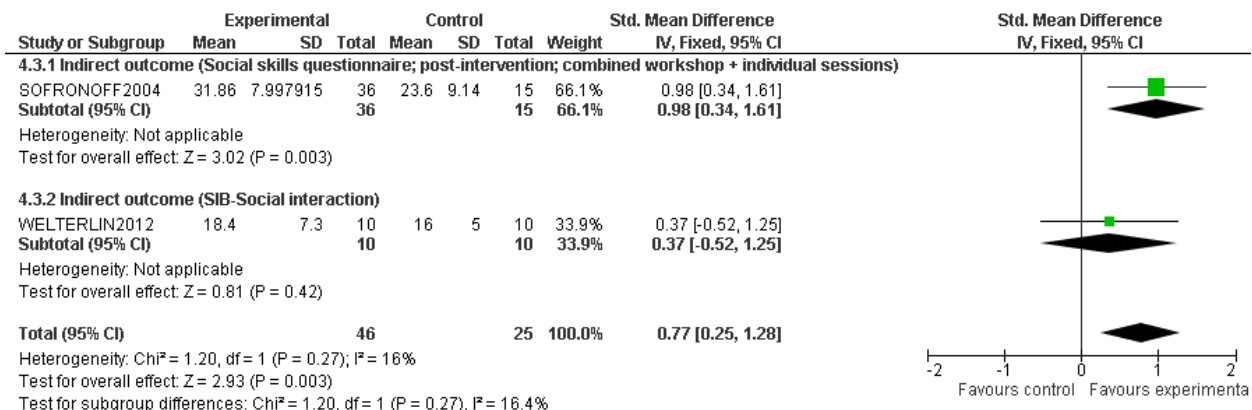 Experimental Control Std. Mean Difference Std. Mean Difference
Study or Subgroup Mean SD Total Mean SD Total Weight IV, Fixed, 95% CI IV, Fixed, 95% CI
4.3.1 Indirect outcome (Social skills questionnaire; post-intervention; combined workshop + individual sessions)
SOFRONOFF2004 31.86 7.997915 36 23.6 9.14 15 66.1% 0.98 [0.34, 1.61]
Subtotal (95% CI) 36 15 66.1% 0.98 [0.34, 1.61]
Heterogeneity: Not applicable
Test for overall effect: Z = 3.02 (P = 0.003)
4.3.2 Indirect outcome (SIB-Social interaction)
WELTERLIN2012 18.4 7.3 10 16 5 10 33.9% 0.37 [-0.52, 1.25]
Subtotal (95% CI) 10 10 33.9% 0.37 [-0.52, 1.25]
Heterogeneity: Not applicable
Test for overall effect: Z = 0.81 (P = 0.42)
Total (95% CI) 46 25 100.0% 0.77 [0.25, 1.28]
Heterogeneity: Chi² = 1.20, df = 1 (P = 0.27); I² = 16%
Test for overall effect: Z = 2.93 (P = 0.003)
Test for subgroup differences: Chi² = 1.20, df = 1 (P = 0.27), I² = 16.4%
-2 -1 0 1 2
Favours control Favours experimenta